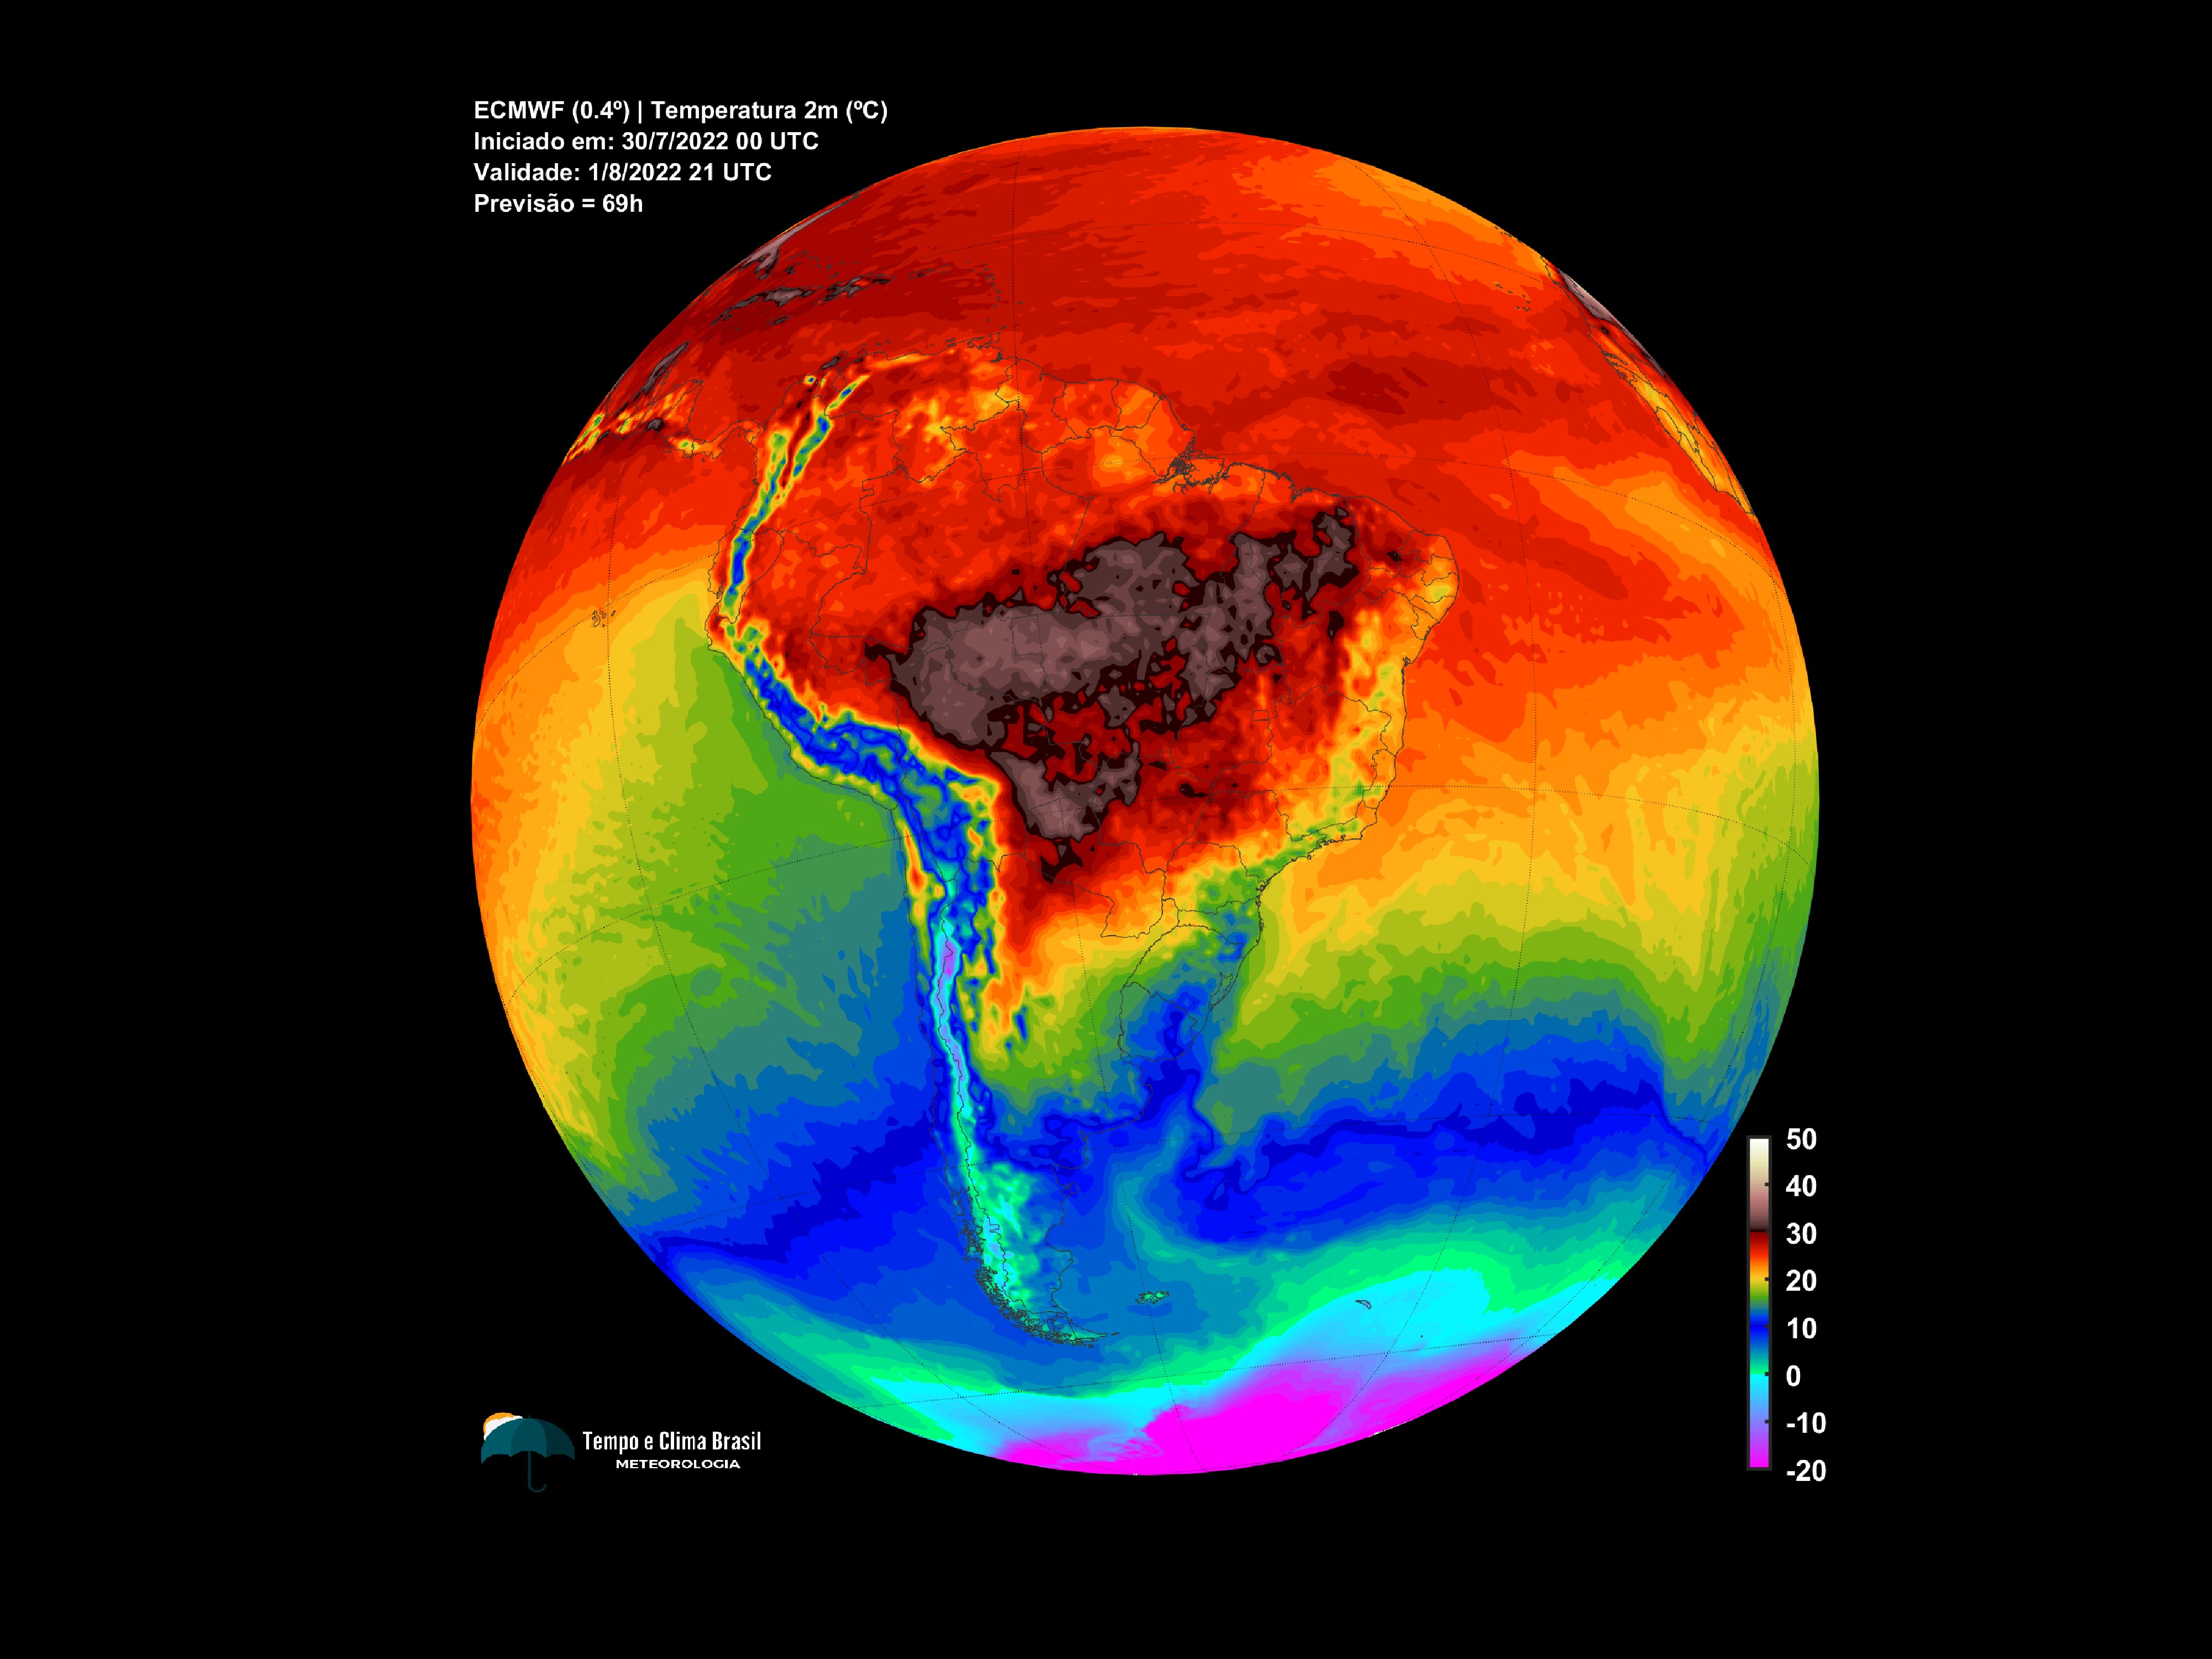 ECMWF (0.4º) | Temperatura 2m (ºC)
Iniciado em: 30/7/2022 00 UTC
Validade: 1/8/2022 21 UTC
Previsão = 69h
50
40
30
20
10
0
-10
-20
Tempo e Clima Brasil
METEOROLOGIA